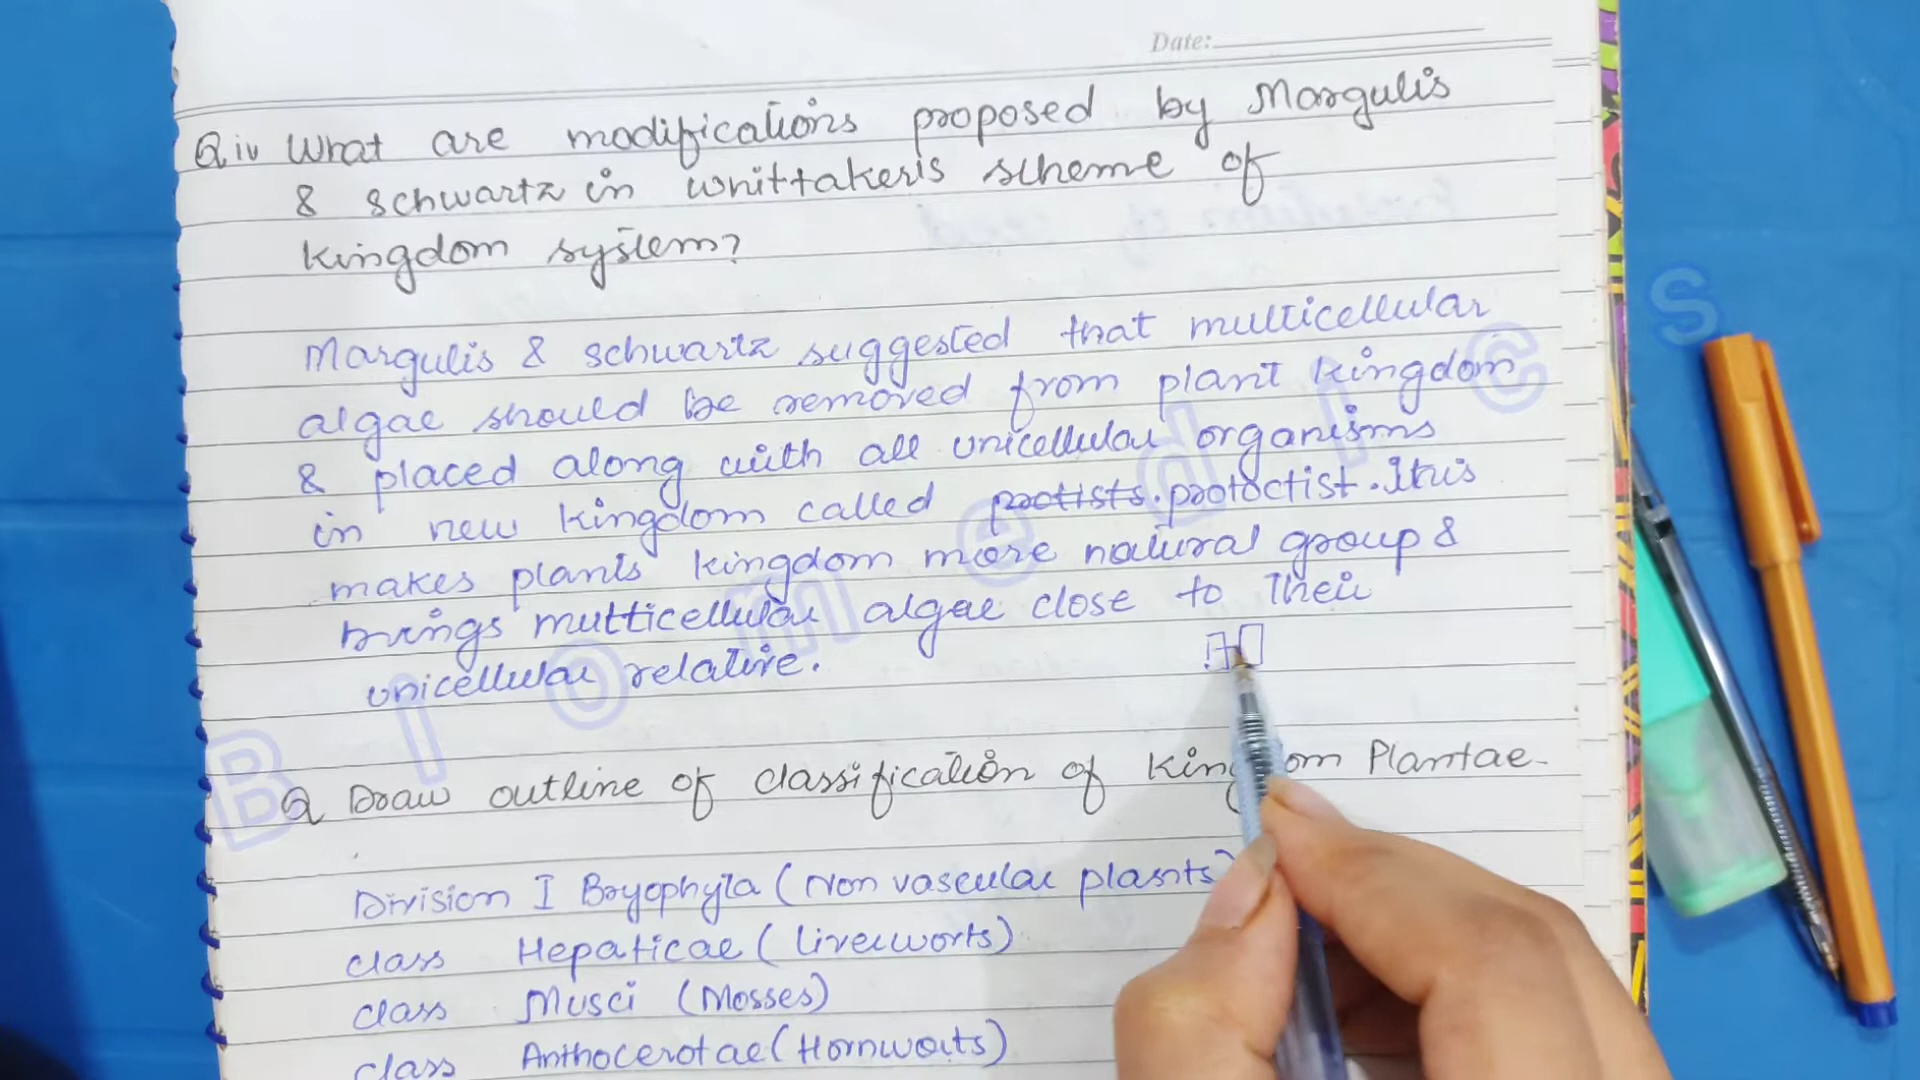 Date:
Qiv What are modifications proposed by Margulis
& schwartz in whittaker's scheme of
kingdom system?
Margulis & schwartz suggested that multicellular
algae should be removed from plant kingdom
& placed along with all unicellular organisms
in new kingdom called protists. protoctist. This
makes plants kingdom more natural group &
brings multicellular algae close to Their
unicellular relative.
Q Draw outline of classification of Kingdom Plantae-
Division I Bryophyta (Non vascular plants)
class Hepaticae (Liverworts)
class Musci (Mosses)
class Anthocerotae (Hornworts)
Biomedics